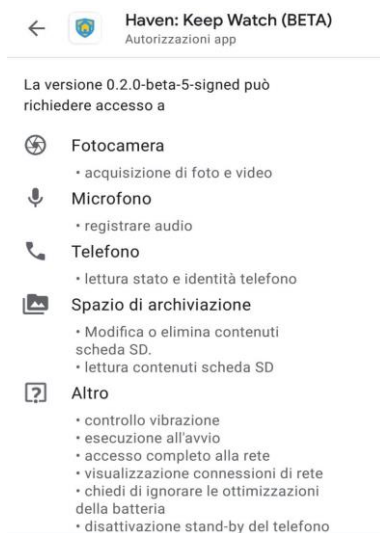 Haven: Keep Watch (BETA)
Autorizzazioni app
La versione 0.2.0-beta-5-signed può
richiedere accesso a
Fotocamera
• acquisizione di foto e video
Microfono
• registrare audio
Telefono
• lettura stato e identità telefono
Spazio di archiviazione
• Modifica o elimina contenuti
scheda SD.
• lettura contenuti scheda SD
Altro
• controllo vibrazione
• esecuzione all'avvio
• accesso completo alla rete
• visualizzazione connessioni di rete
• chiedi di ignorare le ottimizzazioni
della batteria
• disattivazione stand-by del telefono